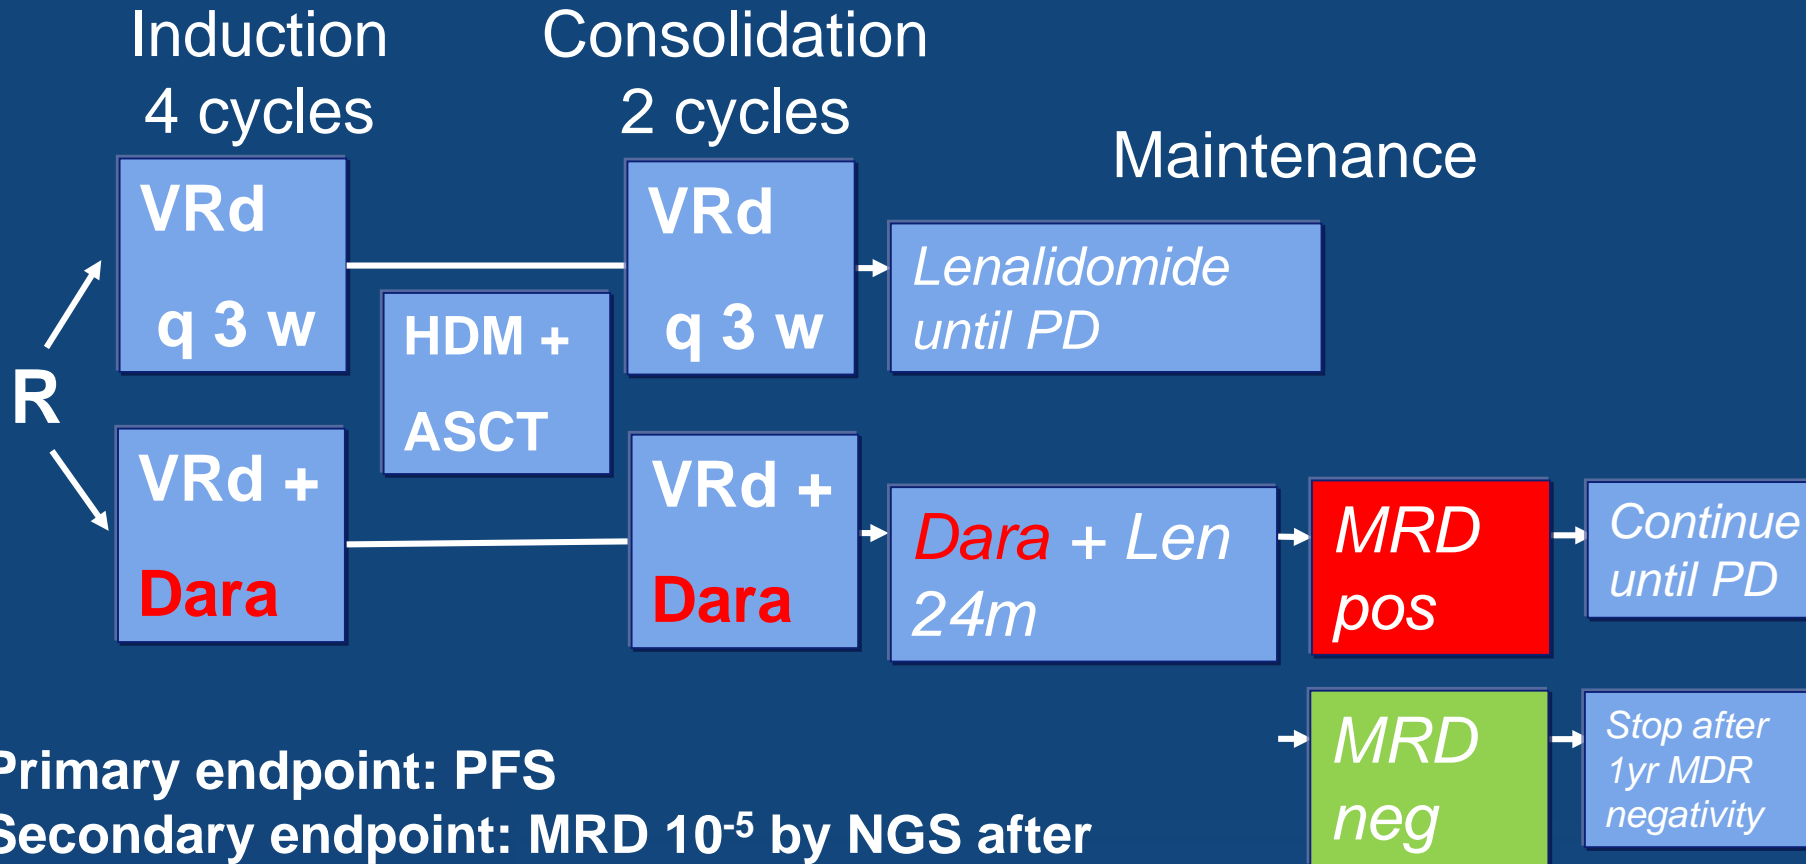 Induction
4 cycles
Consolidation
2 cycles
Maintenance
VRd
q 3 w
HDM +
ASCT
VRd
q 3 w
Lenalidomide
until PD
R
VRd +
Dara
VRd +
Dara
Dara + Len
24m
MRD
pos
Continue
until PD
MRD
neg
Stop after
1yr MDR
negativity
Primary endpoint: PFS
Secondary endpoint: MRD 10⁻⁵ by NGS after